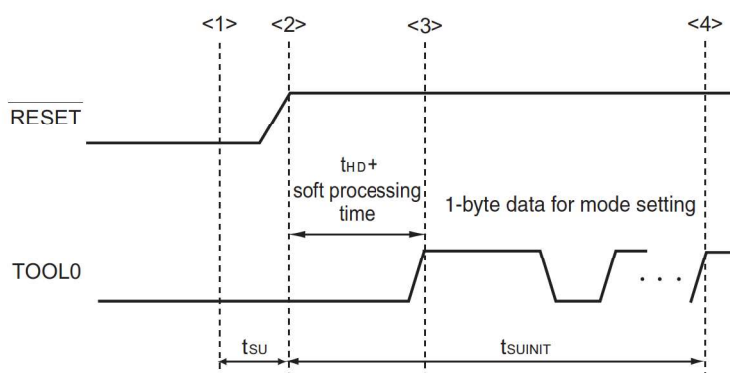 <1> <2> <3> <4>
RESET
tHD+
soft processing
time
1-byte data for mode setting
TOOL0
. . .
tSU
tSUINIT